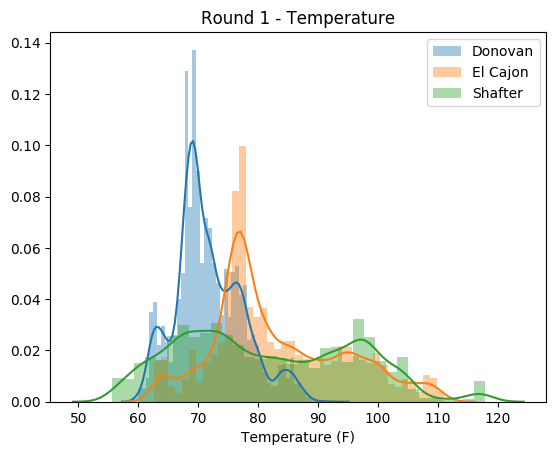 Round 1 - Temperature
0.14
0.12
0.10
0.08
0.06
0.04
0.02
0.00
Donovan
El Cajon
Shafter
50 60 70 80 90 100 110 120
Temperature (F)